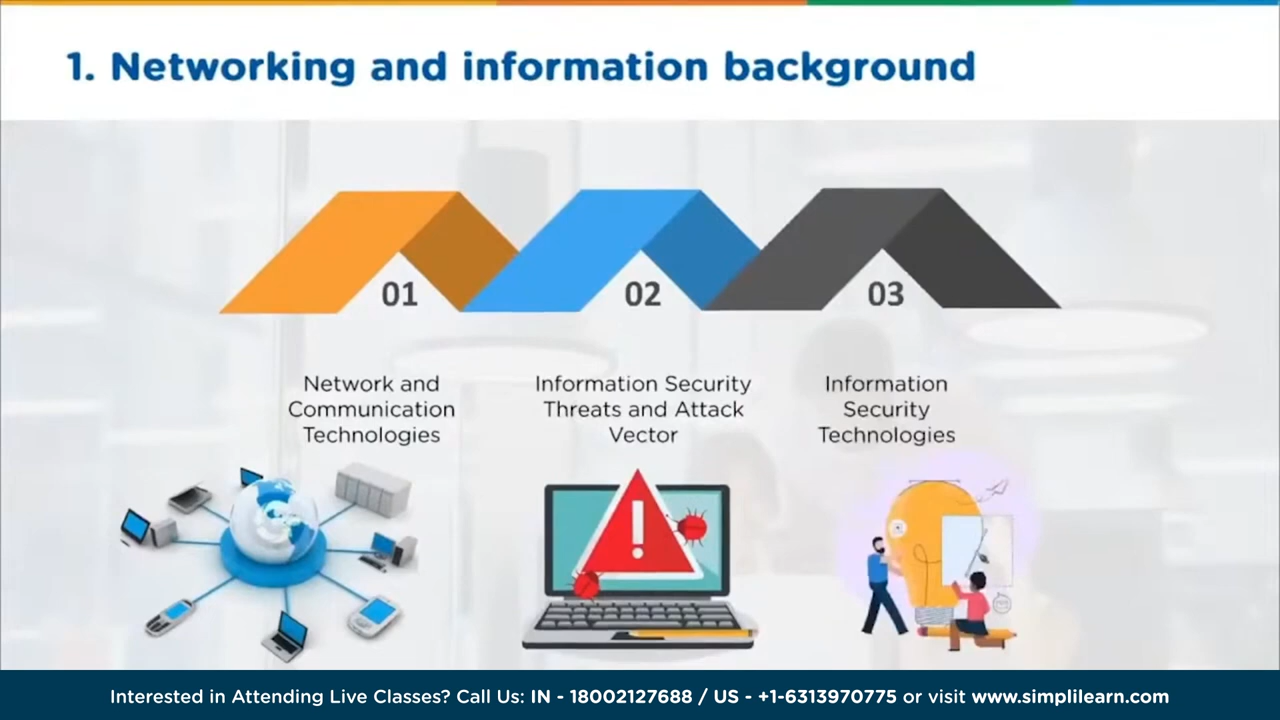 1. Networking and information background
01
02
03
Network and
Communication
Technologies
Information Security
Threats and Attack
Vector
Information
Security
Technologies
Interested in Attending Live Classes? Call Us: IN - 18002127688 / US - +1-6313970775 or visit www.simplilearn.com